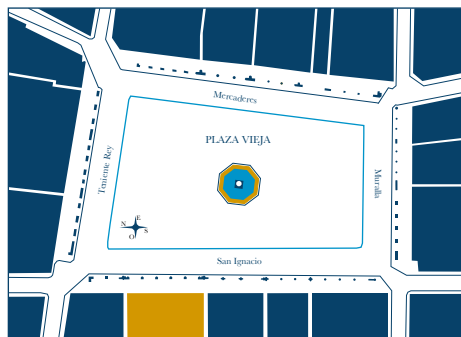 Mercaderes
PLAZA VIEJA
Teniente Rey
Muralla
E
N
S
O
San Ignacio